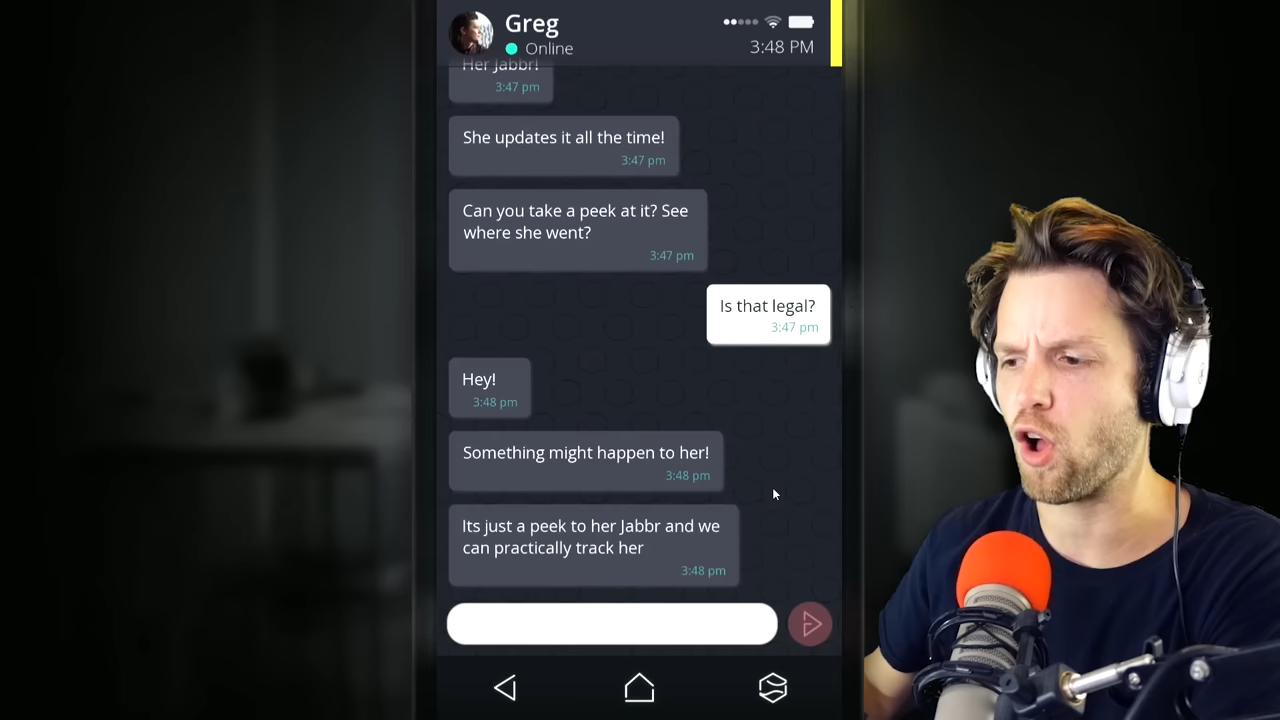 Greg
Online
3:48 PM
Her Jabbr!
3:47 pm
She updates it all the time!
3:47 pm
Can you take a peek at it? See
where she went?
3:47 pm
Is that legal?
3:47 pm
Hey!
3:48 pm
Something might happen to her!
3:48 pm
Its just a peek to her Jabbr and we
can practically track her
3:48 pm